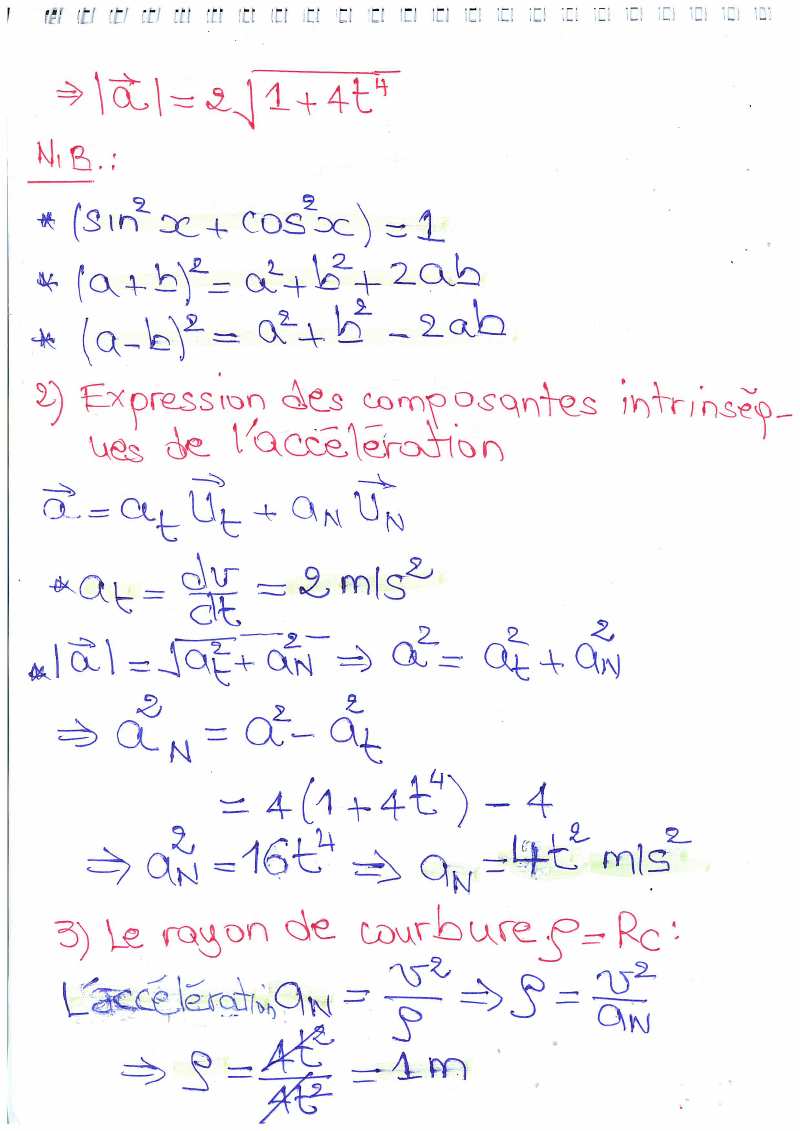 ⇒ |a⃗| = 2√(1+4t⁴)
N.B.:
* (sin²x + cos²x) = 1
* (a+b)² = a² + b² + 2ab
* (a-b)² = a² + b² - 2ab
2) Expression des composantes intrinsèq-
ues de l'accélération
a⃗ = a_t U⃗_t + a_N U⃗_N
* a_t = dv/dt = 2 m/s²
* |a⃗| = √(a_t² + a_N²) ⇒ a² = a_t² + a_N²
⇒ a²_N = a² - a_t²
= 4(1+4t⁴) - 4
⇒ a_N² = 16t⁴ ⇒ a_N = 4t² m/s²
3) Le rayon de courbure ρ = Rc :
L'accélération a_N = v²/ρ ⇒ ρ = v²/a_N
⇒ ρ = 4t²/4t² = 1m